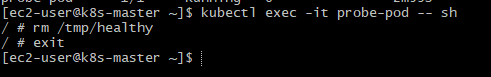 [ec2-user@k8s-master ~]$ kubectl exec -it probe-pod -- sh
/ # rm /tmp/healthy
/ # exit
[ec2-user@k8s-master ~]$